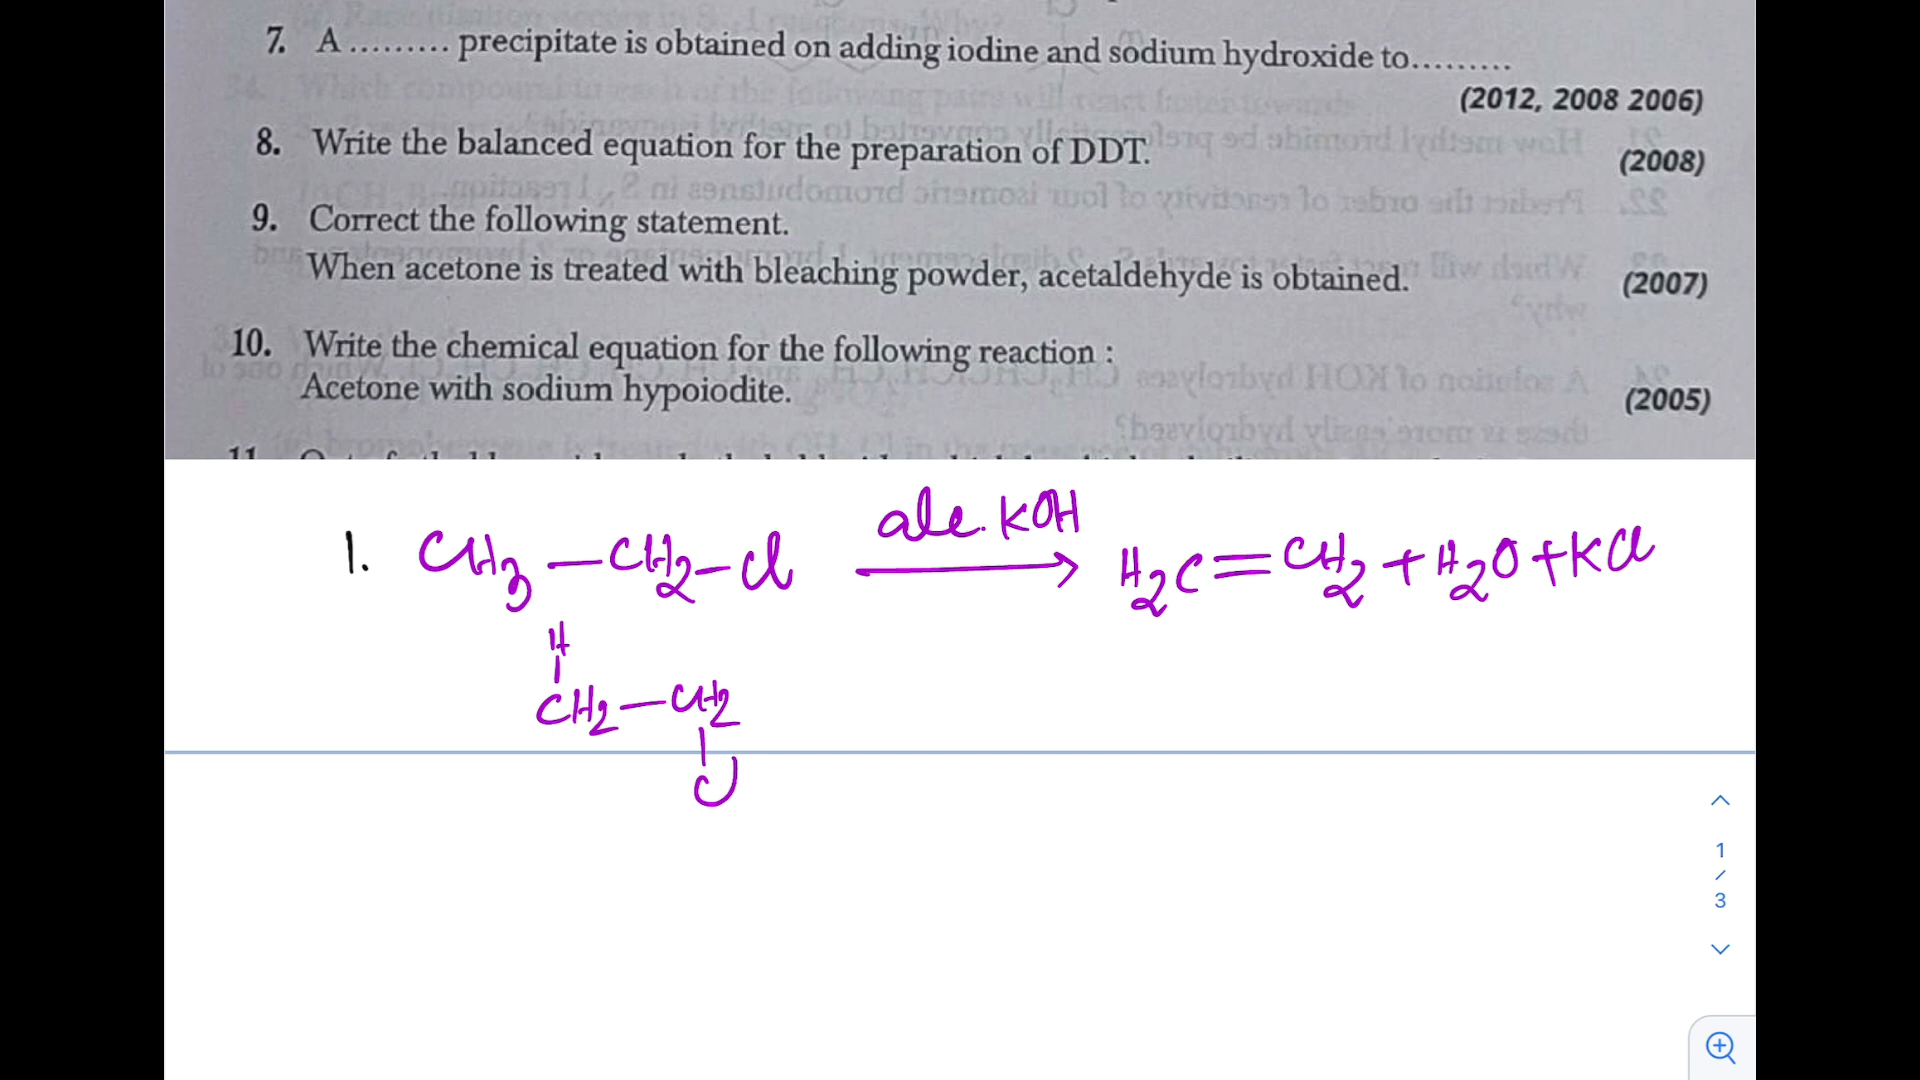 7. A ......... precipitate is obtained on adding iodine and sodium hydroxide to.........
(2012, 2008 2006)
8. Write the balanced equation for the preparation of DDT.
(2008)
9. Correct the following statement.
When acetone is treated with bleaching powder, acetaldehyde is obtained.
(2007)
10. Write the chemical equation for the following reaction :
Acetone with sodium hypoiodite.
(2005)
11.
alc. KOH
1. CH3 — CH2 – Cl ⟶ H2C = CH2 + H2O + KCl
H
CH2 — CH2
Cl
1
/
3